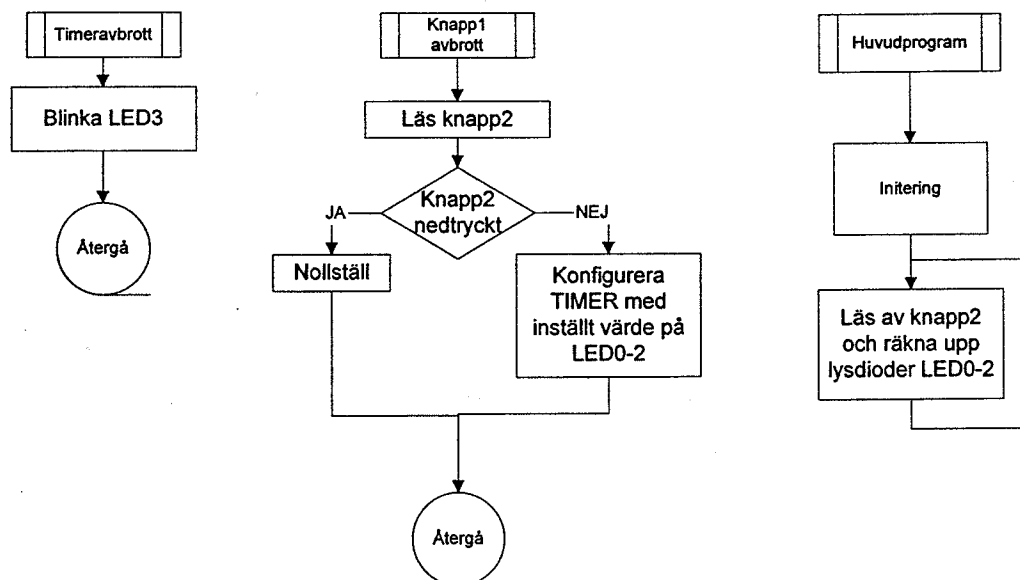 Timeravbrott
Blinka LED3
Återgå
Knapp1
avbrott
Läs knapp2
Knapp2
nedtryckt
JA
NEJ
Nollställ
Konfigurera
TIMER med
inställt värde på
LED0-2
Återgå
Huvudprogram
Initering
Läs av knapp2
och räkna upp
lysdioder LED0-2